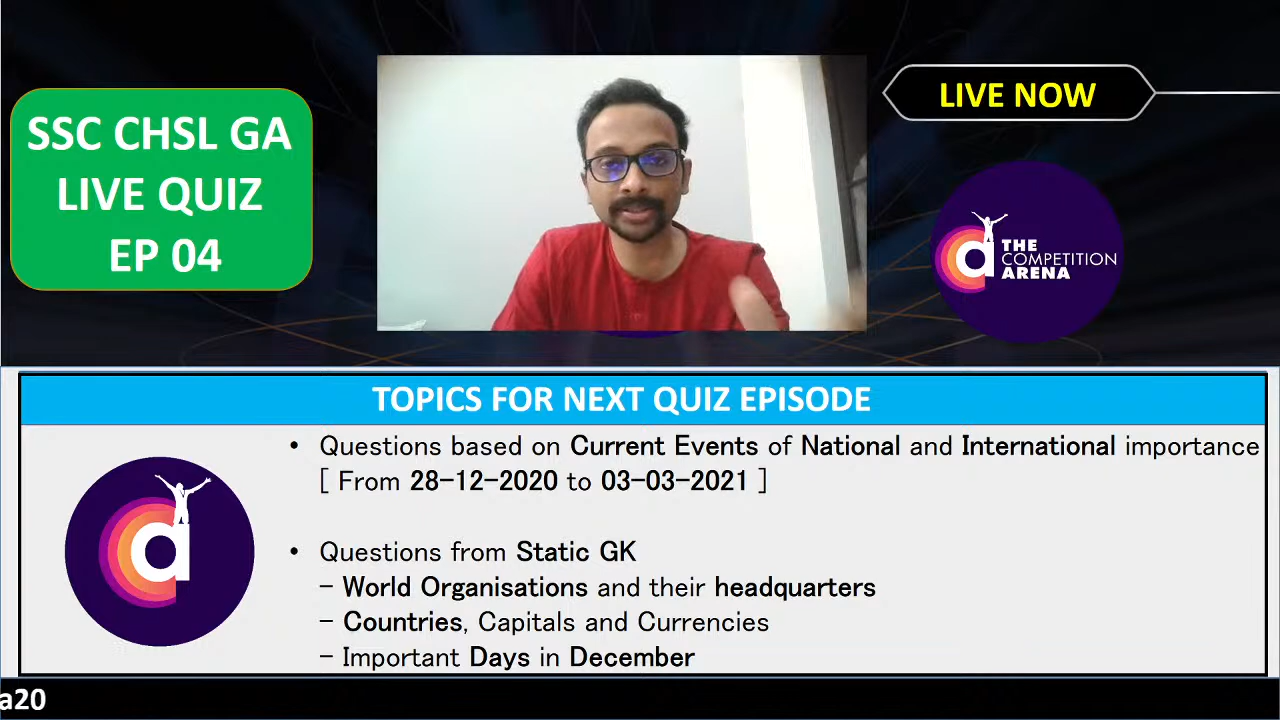 SSC CHSL GA
LIVE QUIZ
EP 04
LIVE NOW
THE
COMPETITION
ARENA
TOPICS FOR NEXT QUIZ EPISODE
• Questions based on Current Events of National and International importance
[ From 28-12-2020 to 03-03-2021 ]
• Questions from Static GK
- World Organisations and their headquarters
- Countries, Capitals and Currencies
- Important Days in December
a20